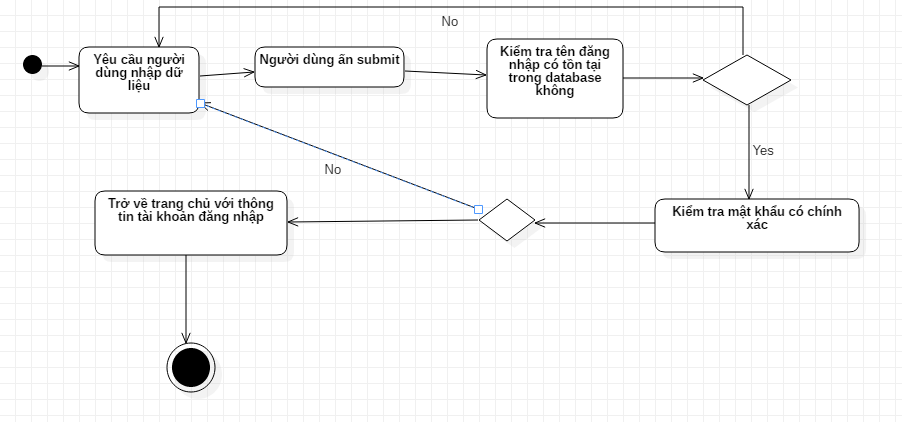 No
Yêu cầu người
dùng nhập dữ
liệu
Người dùng ấn submit
Kiểm tra tên đăng
nhập có tồn tại
trong database
không
Yes
No
Trở về trang chủ với thông
tin tài khoản đăng nhập
Kiểm tra mật khẩu có chính
xác